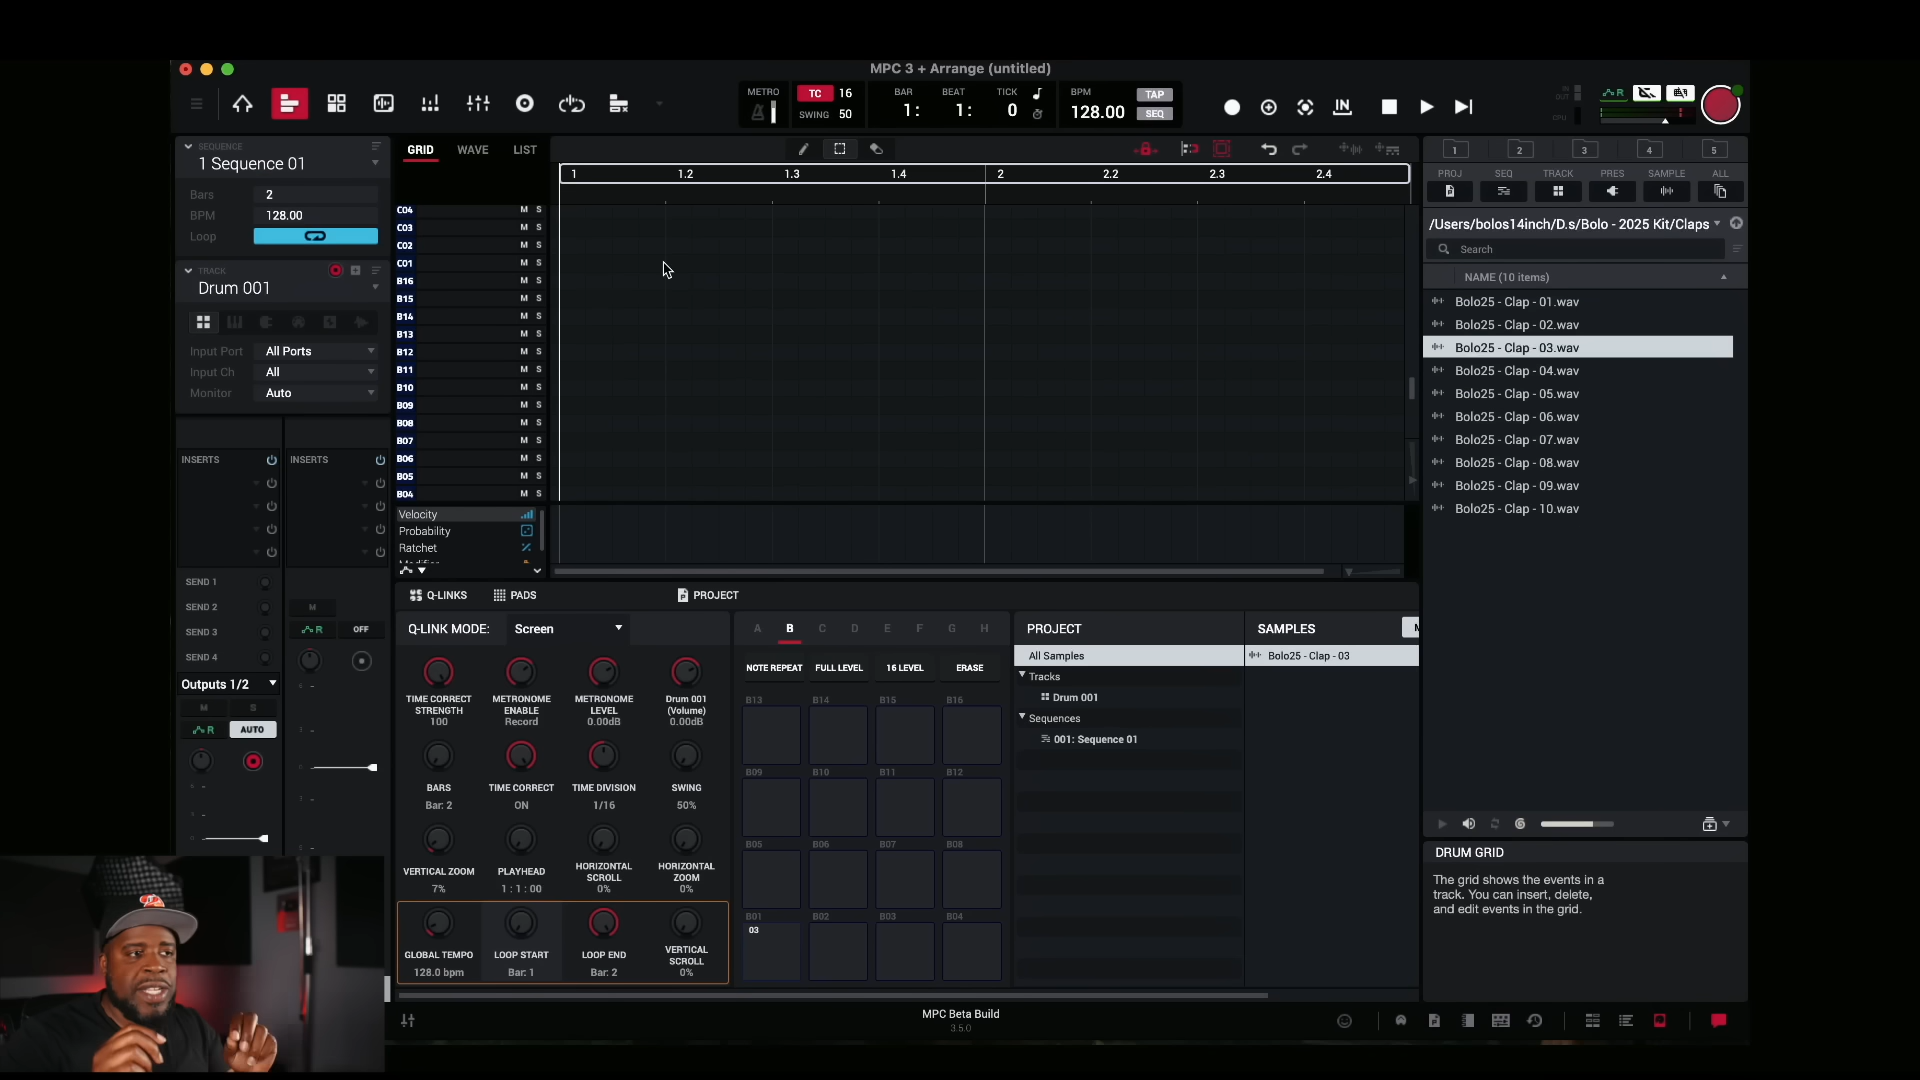 MPC 3 + Arrange (untitled)
METRO
TC 16
SWING 50
BAR BEAT TICK
1: 1: 0
BPM
128.00
TAP
SEQ
IN
SEQUENCE
1 Sequence 01
Bars 2
BPM 128.00
Loop
TRACK
Drum 001
Input Port All Ports
Input Ch All
Monitor Auto
INSERTS INSERTS
SEND 1
SEND 2
SEND 3
SEND 4
M
R OFF
Outputs 1/2
M S
R AUTO
GRID WAVE LIST
1 1.2 1.3 1.4 2 2.2 2.3 2.4
C04 M S
C03 M S
C02 M S
C01 M S
B16 M S
B15 M S
B14 M S
B13 M S
B12 M S
B11 M S
B10 M S
B09 M S
B08 M S
B07 M S
B06 M S
B05 M S
B04 M S
Velocity
Probability
Ratchet
Q-LINKS PADS PROJECT
Q-LINK MODE: Screen
TIME CORRECT STRENGTH 100
METRONOME ENABLE Record
METRONOME LEVEL 0.00dB
Drum 001 (Volume) 0.00dB
BARS Bar: 2
TIME CORRECT ON
TIME DIVISION 1/16
SWING 50%
VERTICAL ZOOM 7%
PLAYHEAD 1 : 1 : 00
HORIZONTAL SCROLL 0%
HORIZONTAL ZOOM 0%
GLOBAL TEMPO 128.0 bpm
LOOP START Bar: 1
LOOP END Bar: 2
VERTICAL SCROLL 0%
A B C D E F G H
NOTE REPEAT FULL LEVEL 16 LEVEL ERASE
B13 B14 B15 B16
B09 B10 B11 B12
B05 B06 B07 B08
B01 B02 B03 B04
03
PROJECT
All Samples
Tracks
Drum 001
Sequences
001: Sequence 01
SAMPLES
Bolo25 - Clap - 03
R
1 2 3 4 5
PROJ SEQ TRACK PRES SAMPLE ALL
/Users/bolos14inch/D.s/Bolo - 2025 Kit/Claps
Search
NAME (10 items)
Bolo25 - Clap - 01.wav
Bolo25 - Clap - 02.wav
Bolo25 - Clap - 03.wav
Bolo25 - Clap - 04.wav
Bolo25 - Clap - 05.wav
Bolo25 - Clap - 06.wav
Bolo25 - Clap - 07.wav
Bolo25 - Clap - 08.wav
Bolo25 - Clap - 09.wav
Bolo25 - Clap - 10.wav
DRUM GRID
The grid shows the events in a
track. You can insert, delete,
and edit events in the grid.
MPC Beta Build
3.5.0